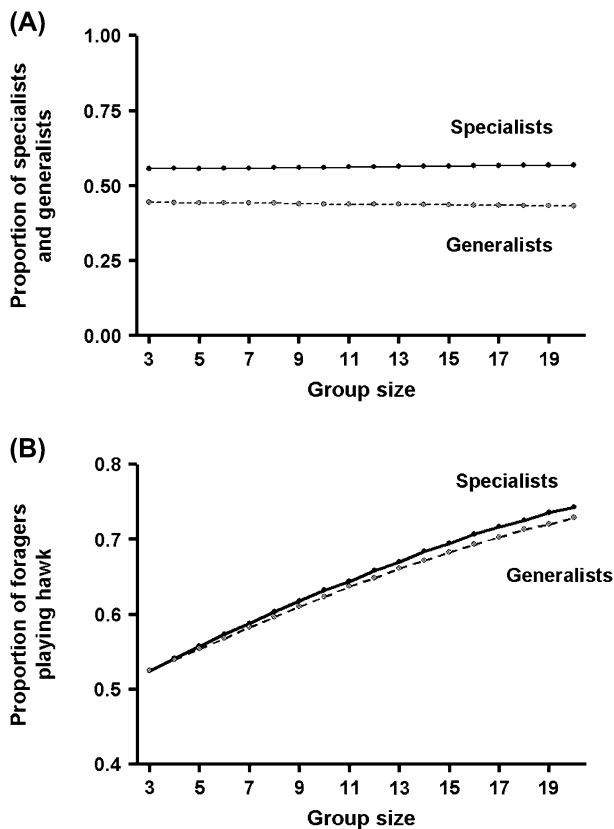 (A)
Proportion of specialists
and generalists
1.00
0.75
0.50
0.25
0.00
Specialists
Generalists
3 5 7 9 11 13 15 17 19
Group size
(B)
Proportion of foragers
playing hawk
0.8
0.7
0.6
0.5
0.4
Specialists
Generalists
3 5 7 9 11 13 15 17 19
Group size